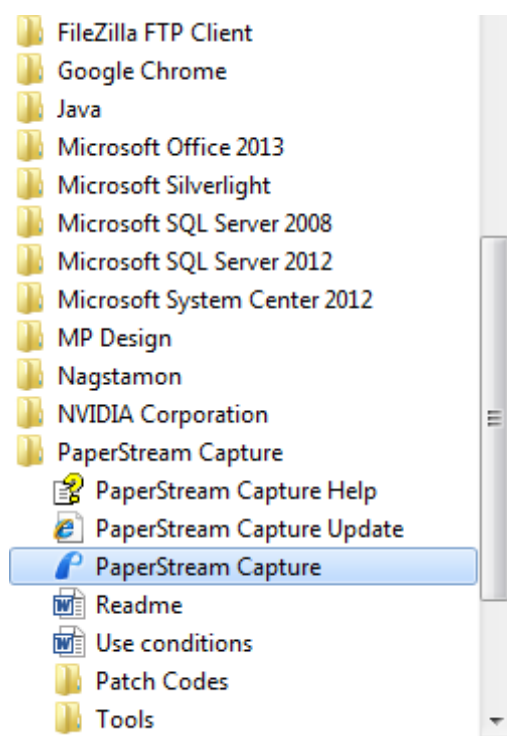 FileZilla FTP Client
Google Chrome
Java
Microsoft Office 2013
Microsoft Silverlight
Microsoft SQL Server 2008
Microsoft SQL Server 2012
Microsoft System Center 2012
MP Design
Nagstamon
NVIDIA Corporation
PaperStream Capture
PaperStream Capture Help
PaperStream Capture Update
PaperStream Capture
Readme
Use conditions
Patch Codes
Tools